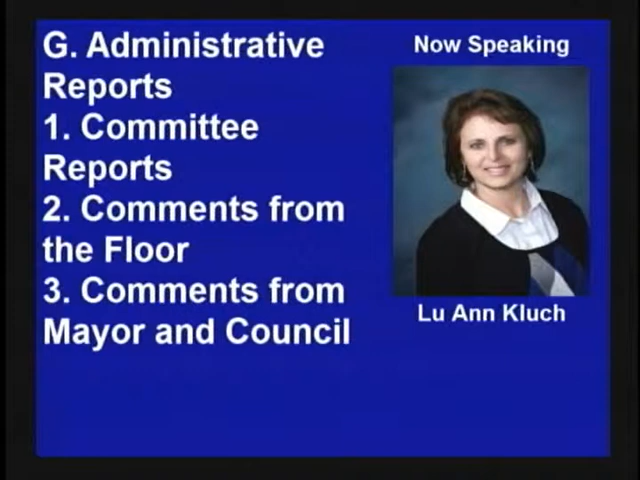 G. Administrative
Reports
1. Committee
Reports
2. Comments from
the Floor
3. Comments from
Mayor and Council
Now Speaking
Lu Ann Kluch